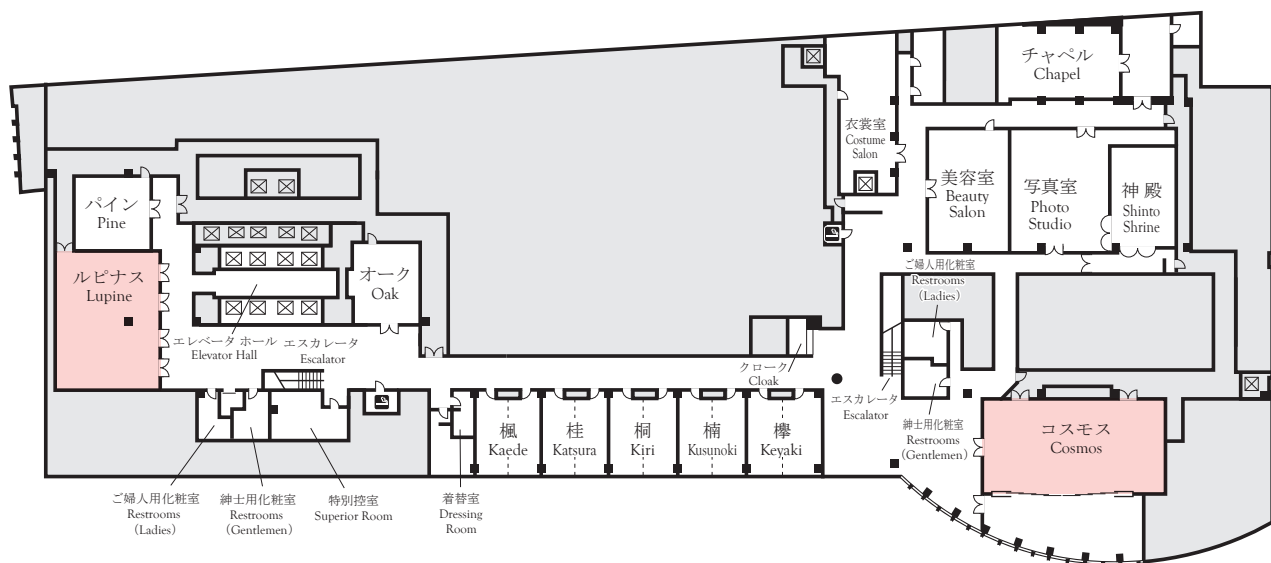 チャペル
Chapel
衣裳室
Costume
Salon
美容室
Beauty
Salon
写真室
Photo
Studio
神 殿
Shinto
Shrine
パイン
Pine
ルピナス
Lupine
オーク
Oak
エレベータ ホール
Elevator Hall
エスカレータ
Escalator
ご婦人用化粧室
Restrooms
(Ladies)
クローク
Cloak
エスカレータ
Escalator
紳士用化粧室
Restrooms
(Gentlemen)
コスモス
Cosmos
楓
Kaede
桂
Katsura
桐
Kiri
楠
Kusunoki
欅
Keyaki
ご婦人用化粧室
Restrooms
(Ladies)
紳士用化粧室
Restrooms
(Gentlemen)
特別控室
Superior Room
着替室
Dressing
Room